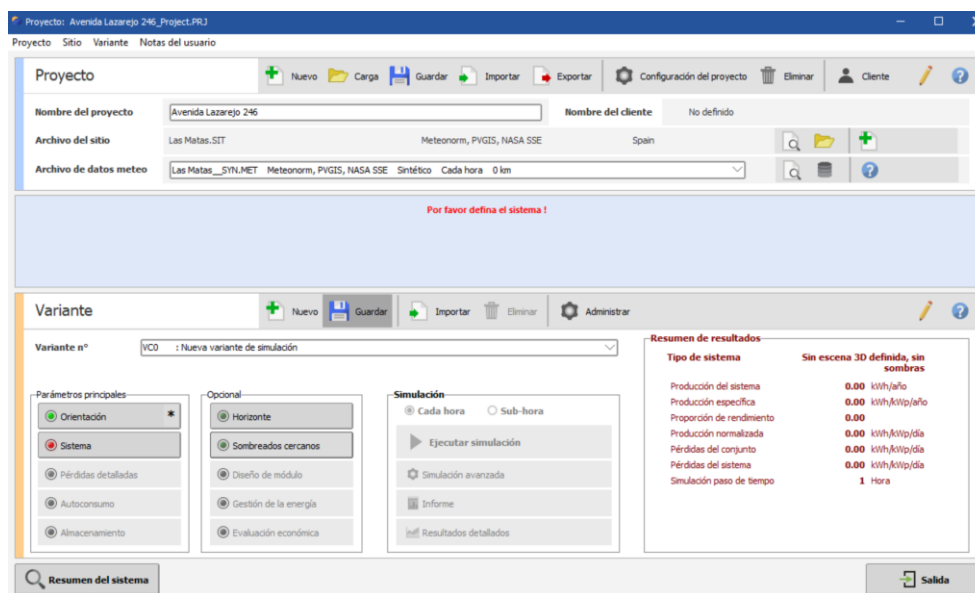 Proyecto: Avenida Lazarejo 246_Project.PRJ
Proyecto Sitio Variante Notas del usuario
Proyecto Nuevo Carga Guardar Importar Exportar Configuración del proyecto Eliminar Cliente
Nombre del proyecto Avenida Lazarejo 246 Nombre del cliente No definido
Archivo del sitio Las Matas.SIT Meteonorm, PVGIS, NASA SSE Spain
Archivo de datos meteo Las Matas__SYN.MET Meteonorm, PVGIS, NASA SSE Sintético Cada hora 0 km
Por favor defina el sistema !
Variante Nuevo Guardar Importar Eliminar Administrar
Variante n° VC0 : Nueva variante de simulación
Parámetros principales
Orientación *
Sistema
Pérdidas detalladas
Autoconsumo
Almacenamiento
Opcional
Horizonte
Sombreados cercanos
Diseño de módulo
Gestión de la energía
Evaluación económica
Simulación
Cada hora Sub-hora
Ejecutar simulación
Simulación avanzada
Informe
Resultados detallados
Resumen de resultados
Tipo de sistema Sin escena 3D definida, sin
sombras
Producción del sistema 0.00 kWh/año
Producción específica 0.00 kWh/kWp/año
Proporción de rendimiento 0.00
Producción normalizada 0.00 kWh/kWp/día
Pérdidas del conjunto 0.00 kWh/kWp/día
Pérdidas del sistema 0.00 kWh/kWp/día
Simulación paso de tiempo 1 Hora
Resumen del sistema Salida